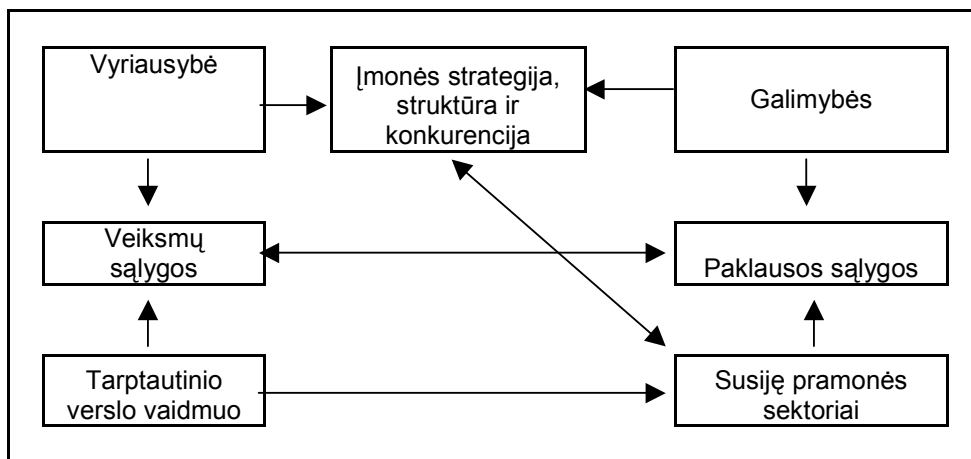 Vyriausybė
Įmonės strategija,
struktūra ir
konkurencija
Galimybės
Veiksmų
sąlygos
Paklausos sąlygos
Tarptautinio
verslo vaidmuo
Susiję pramonės
sektoriai